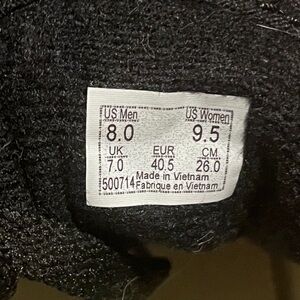 US Men US Women
8.0 9.5
UK EUR CM
7.0 40.5 26.0
500714 Made in Vietnam
Fabrique en Vietnam